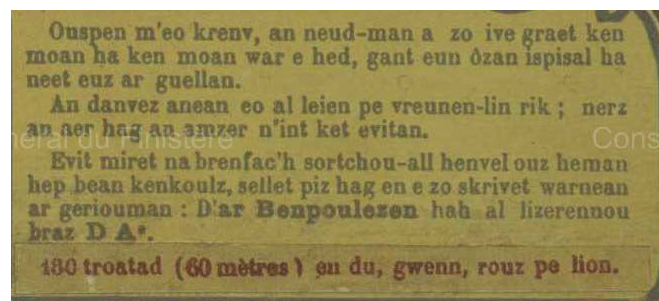 Ouspen m'eo krenv, an neud-man a zo ive graet ken
moan ha ken moan war e hed, gant eun ôzan ispisal ha
neet euz ar guellan.
An danvez anean eo al leien pe vreunen-lin rik ; nerz
an aer hag an amzer n'int ket evitan.
Evit miret na brenfac'h sortchou-all henvel ouz heman
hep bean kenkoulz, sellet piz hag en e zo skrivet warnean
ar geriouman : D'ar Benpoulezen hah al lizerennou
braz D Aᵉ.
180 troatad (60 mètres) en du, gwenn, rouz pe lion.